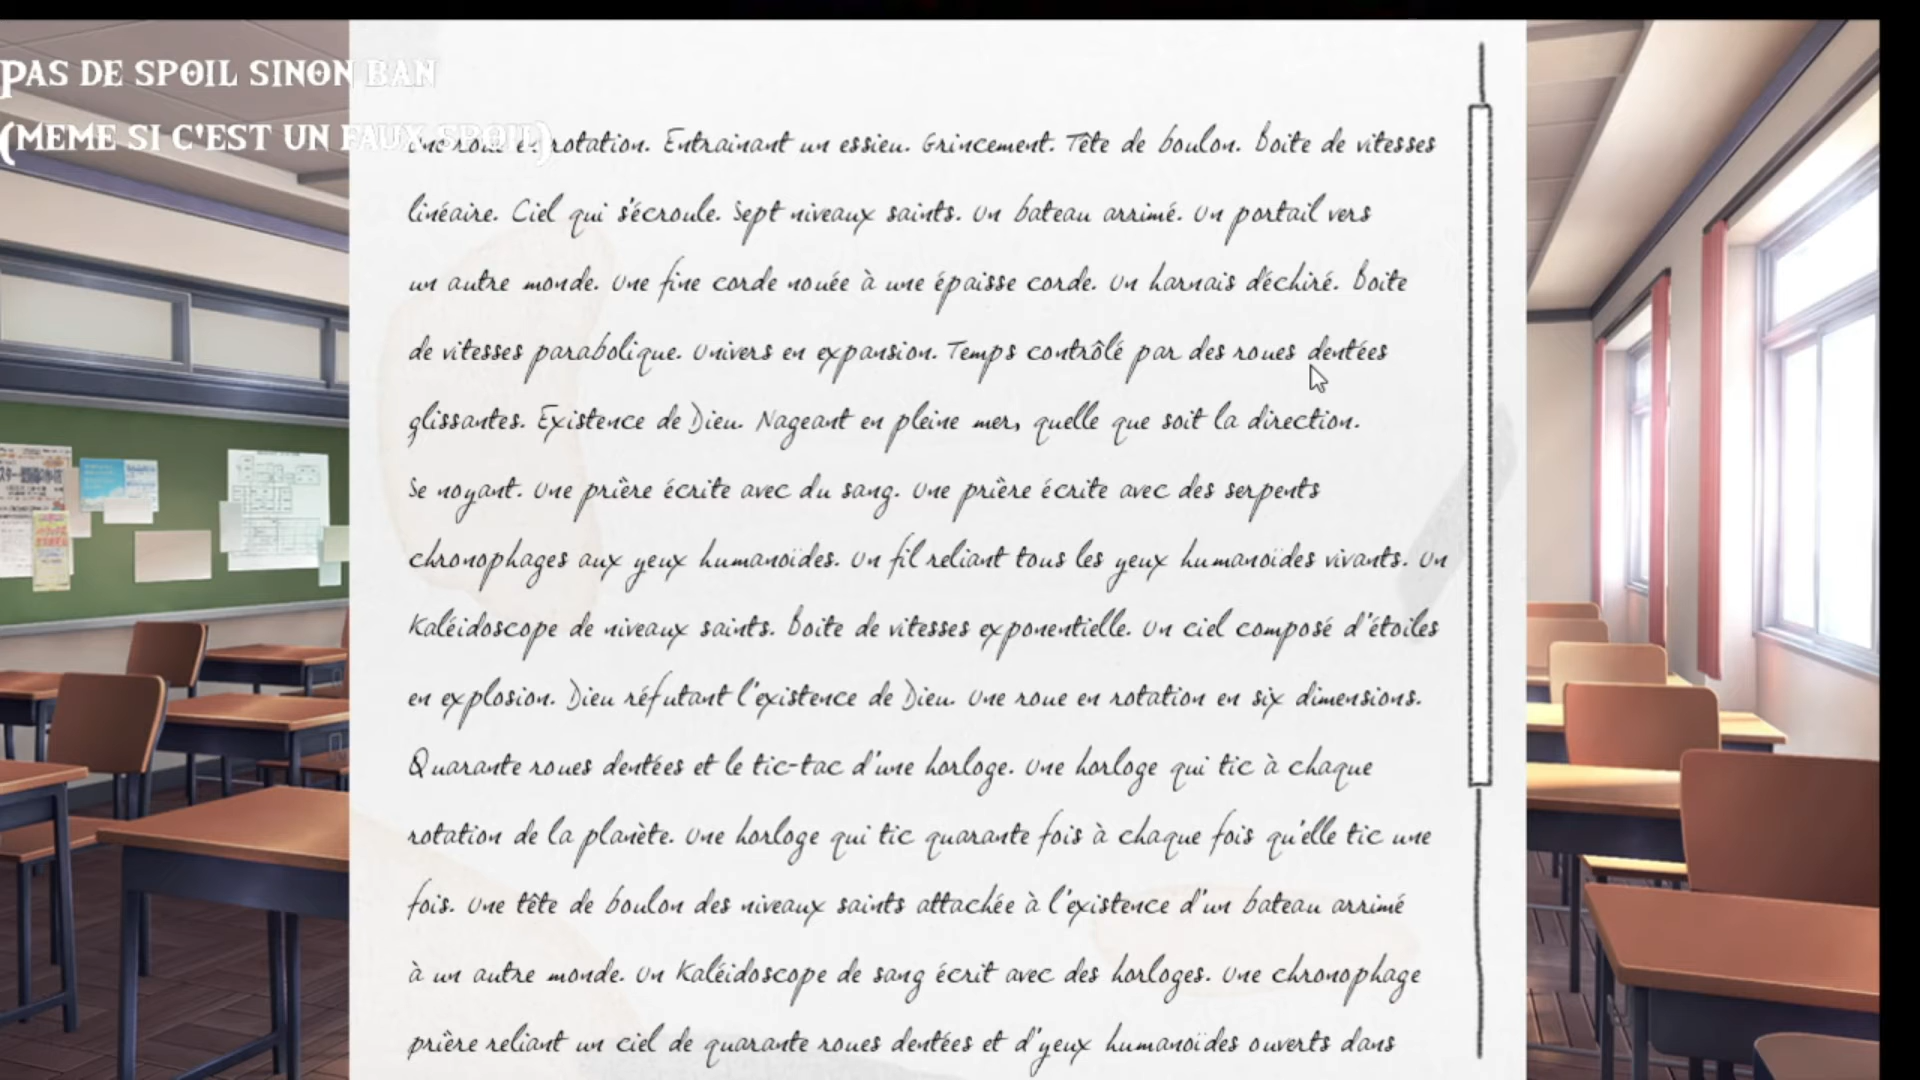 PAS DE SPOIL SINON BAN
(MEME SI C'EST UN FAUX SPOIL)
Une roue en rotation. Entrainant un essieu. Grincement. Tête de boulon. Boite de vitesses
linéaire. Ciel qui s'écroule. Sept niveaux saints. Un bateau arrimé. Un portail vers
un autre monde. Une fine corde nouée à une épaisse corde. Un harnais déchiré. Boite
de vitesses parabolique. Univers en expansion. Temps contrôlé par des roues dentées
glissantes. Existence de Dieu. Nageant en pleine mer, quelle que soit la direction.
Se noyant. Une prière écrite avec du sang. Une prière écrite avec des serpents
chronophages aux yeux humanoïdes. Un fil reliant tous les yeux humanoïdes vivants. Un
Kaléidoscope de niveaux saints. Boite de vitesses exponentielle. Un ciel composé d'étoiles
en explosion. Dieu réfutant l'existence de Dieu. Une roue en rotation en six dimensions.
Quarante roues dentées et le tic-tac d'une horloge. Une horloge qui tic à chaque
rotation de la planète. Une horloge qui tic quarante fois à chaque fois qu'elle tic une
fois. Une tête de boulon des niveaux saints attachée à l'existence d'un bateau arrimé
à un autre monde. Un Kaléidoscope de sang écrit avec des horloges. Une chronophage
prière reliant un ciel de quarante roues dentées et d'yeux humanoïdes ouverts dans